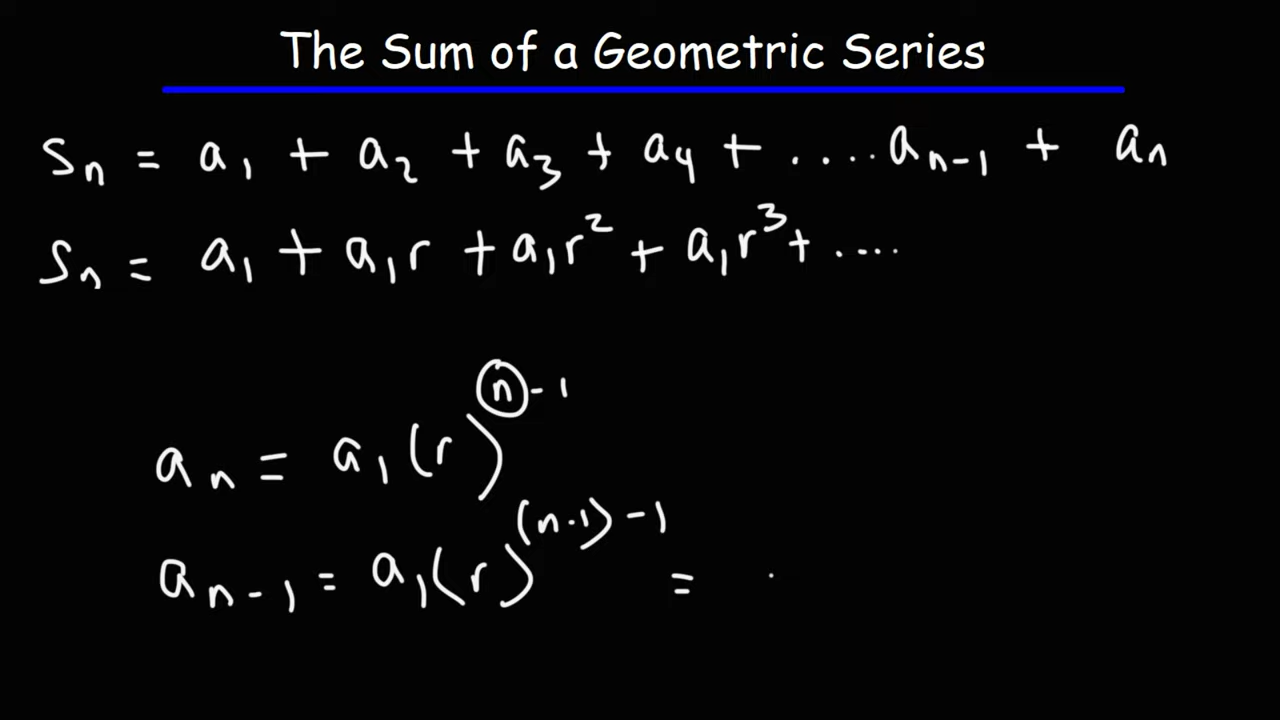 The Sum of a Geometric Series
Sₙ = a₁ + a₂ + a₃ + a₄ + ....aₙ₋₁ + aₙ
Sₙ = a₁ + a₁r + a₁r² + a₁r³ + ....
aₙ = a₁(r)ⁿ⁻¹
aₙ₋₁ = a₁(r)⁽ⁿ⁻¹⁾⁻¹ =